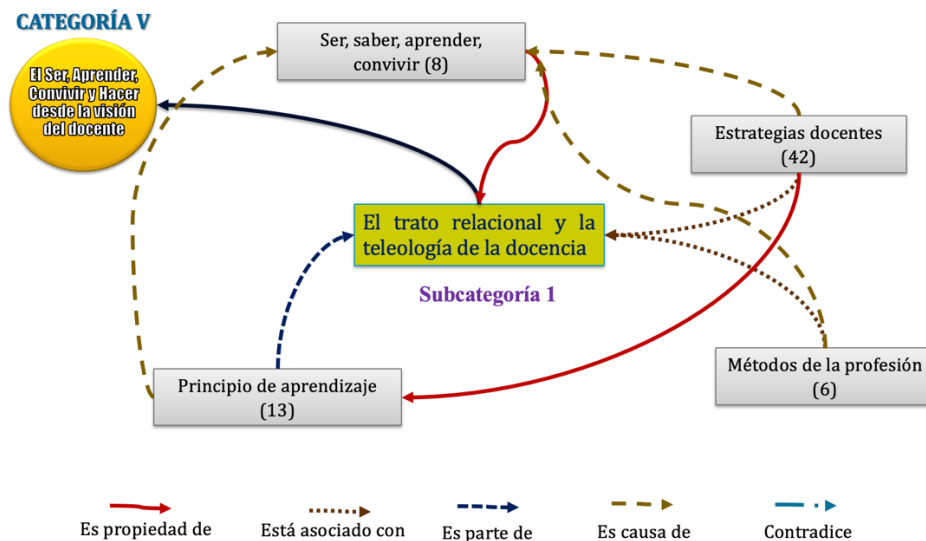 CATEGORÍA V
El Ser, Aprender,
Convivir y Hacer
desde la visión
del docente
Ser, saber, aprender,
convivir (8)
Estrategias docentes
(42)
El trato relacional y la
teleología de la docencia
Subcategoría 1
Principio de aprendizaje
(13)
Métodos de la profesión
(6)
Es propiedad de
Está asociado con
Es parte de
Es causa de
Contradice